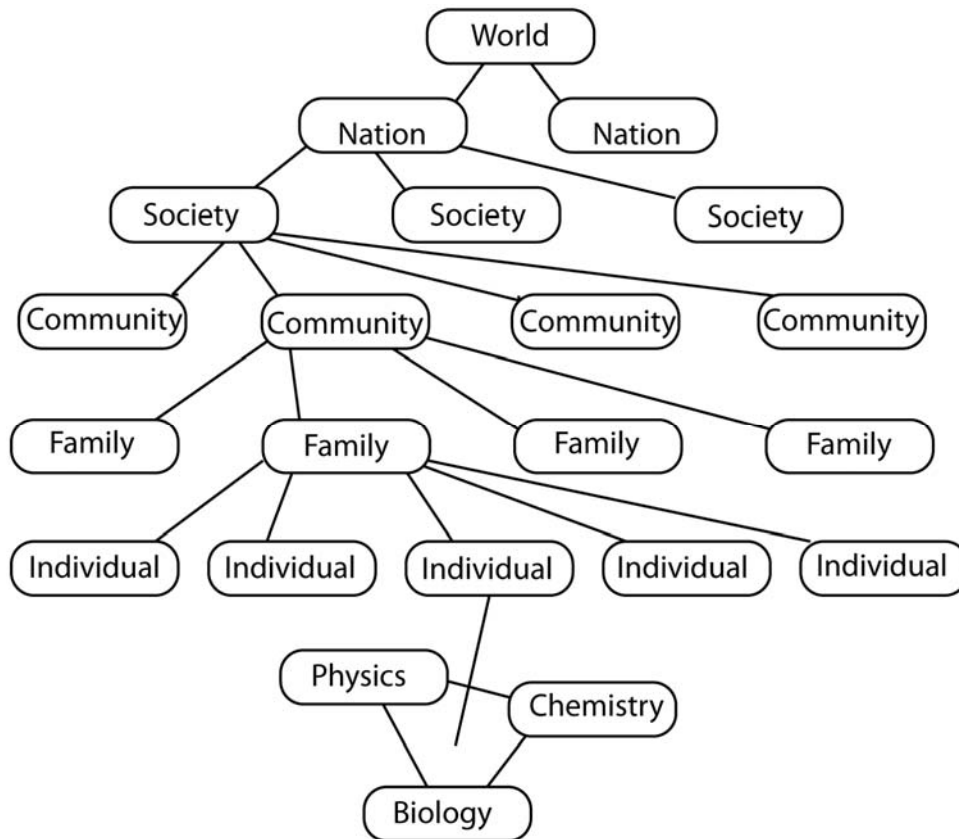 World
Nation
Nation
Society
Society
Society
Community
Community
Community
Community
Family
Family
Family
Family
Individual
Individual
Individual
Individual
Individual
Physics
Chemistry
Biology